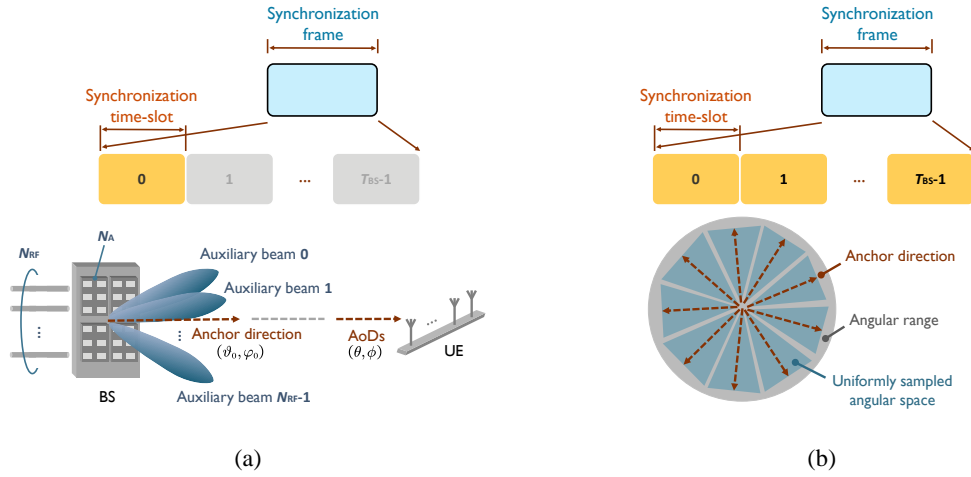 Synchronization
frame
Synchronization
time-slot
0
1
...
TBS-1
NRF
NA
Auxiliary beam 0
Auxiliary beam 1
...
...
Anchor direction
(ϑ0, φ0)
AoDs
(θ, ϕ)
...
UE
Auxiliary beam NRF-1
BS
(a)
Synchronization
frame
Synchronization
time-slot
0
1
...
TBS-1
Anchor direction
Angular range
Uniformly sampled
angular space
(b)